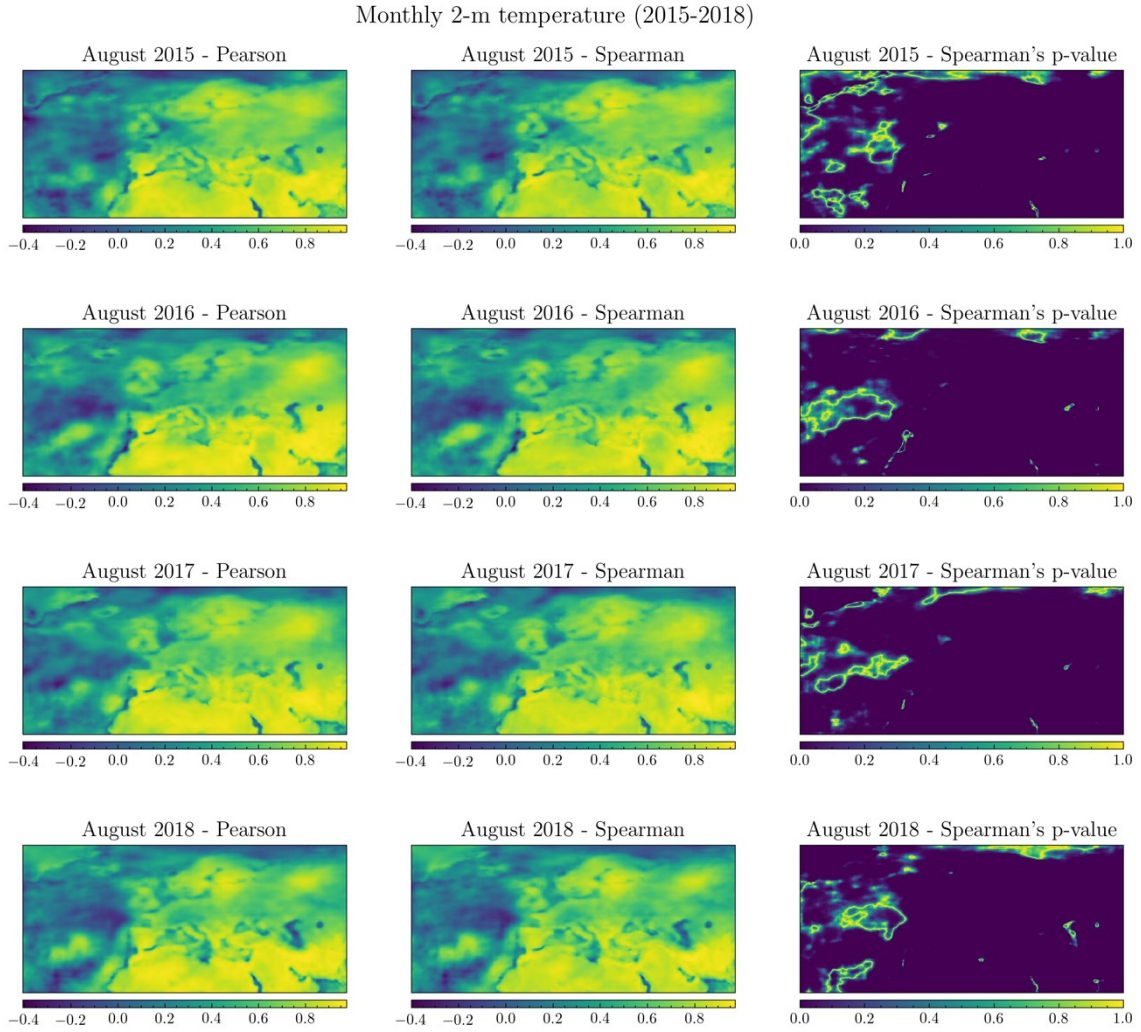 Monthly 2-m temperature (2015-2018)
August 2015 - Pearson
August 2015 - Spearman
August 2015 - Spearman's p-value
−0.4 −0.2 0.0 0.2 0.4 0.6 0.8
−0.4 −0.2 0.0 0.2 0.4 0.6 0.8
0.0 0.2 0.4 0.6 0.8 1.0
August 2016 - Pearson
August 2016 - Spearman
August 2016 - Spearman's p-value
−0.4 −0.2 0.0 0.2 0.4 0.6 0.8
−0.4 −0.2 0.0 0.2 0.4 0.6 0.8
0.0 0.2 0.4 0.6 0.8 1.0
August 2017 - Pearson
August 2017 - Spearman
August 2017 - Spearman's p-value
−0.4 −0.2 0.0 0.2 0.4 0.6 0.8
−0.4 −0.2 0.0 0.2 0.4 0.6 0.8
0.0 0.2 0.4 0.6 0.8 1.0
August 2018 - Pearson
August 2018 - Spearman
August 2018 - Spearman's p-value
−0.4 −0.2 0.0 0.2 0.4 0.6 0.8
−0.4 −0.2 0.0 0.2 0.4 0.6 0.8
0.0 0.2 0.4 0.6 0.8 1.0